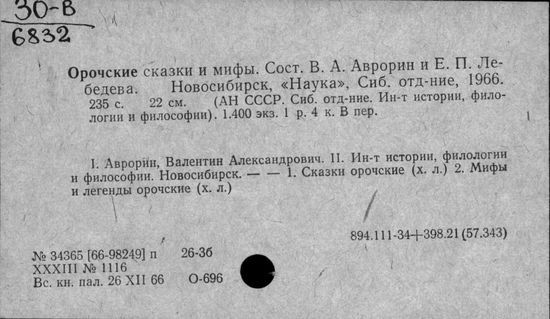 30-В
6832
Орочские сказки и мифы. Сост. В. А. Аврорин и Е. П. Ле-
бедева. Новосибирск, «Наука», Сиб. отд-ние, 1966.
235 с. 22 см. (АН СССР. Сиб. отд-ние. Ин-т истории, фило-
логии и философии). 1.400 экз. 1 р. 4 к. В пер.
I. Аврорин, Валентин Александрович. II. Ин-т истории, филологии
и философии. Новосибирск. — — 1. Сказки орочские (х. л.) 2. Мифы
и легенды орочские (х. л.)
894.111-34+398.21(57.343)
№ 34365 [66-98249] п 26-3б
XXXIII № 1116
Вс. кн. пал. 26 XII 66 О-696